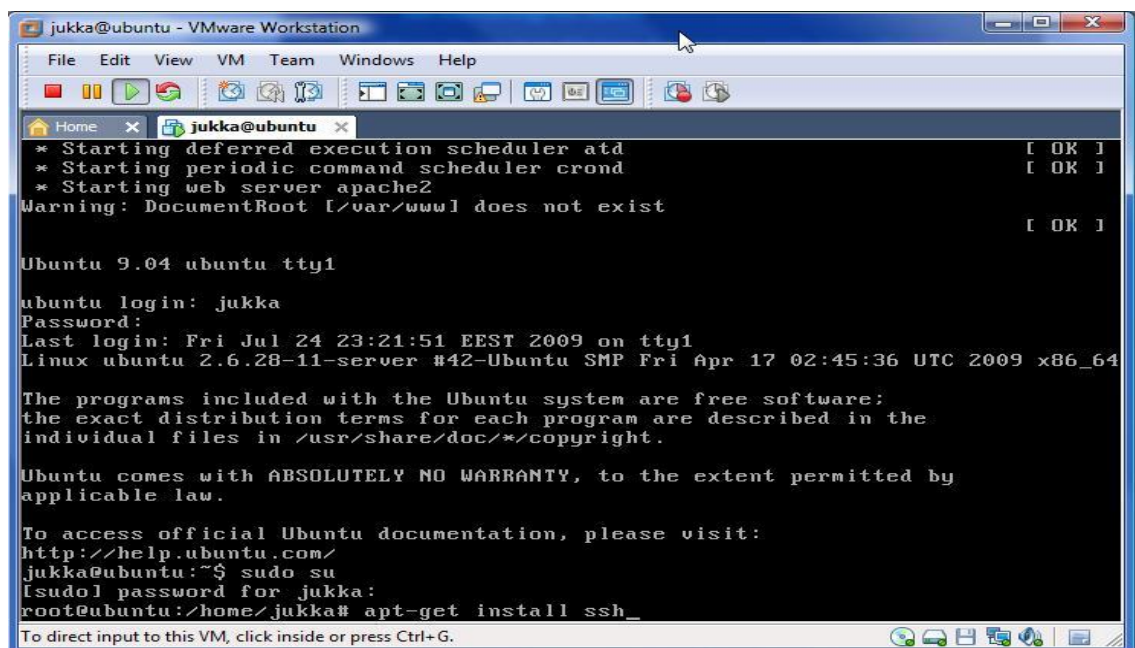 jukka@ubuntu - VMware Workstation
File Edit View VM Team Windows Help
Home jukka@ubuntu
* Starting deferred execution scheduler atd [ OK ]
* Starting periodic command scheduler crond [ OK ]
* Starting web server apache2
Warning: DocumentRoot [/var/www] does not exist
[ OK ]
Ubuntu 9.04 ubuntu tty1
ubuntu login: jukka
Password:
Last login: Fri Jul 24 23:21:51 EEST 2009 on tty1
Linux ubuntu 2.6.28-11-server #42-Ubuntu SMP Fri Apr 17 02:45:36 UTC 2009 x86_64
The programs included with the Ubuntu system are free software;
the exact distribution terms for each program are described in the
individual files in /usr/share/doc/*/copyright.
Ubuntu comes with ABSOLUTELY NO WARRANTY, to the extent permitted by
applicable law.
To access official Ubuntu documentation, please visit:
http://help.ubuntu.com/
jukka@ubuntu:~$ sudo su
[sudo] password for jukka:
root@ubuntu:/home/jukka# apt-get install ssh_
To direct input to this VM, click inside or press Ctrl+G.